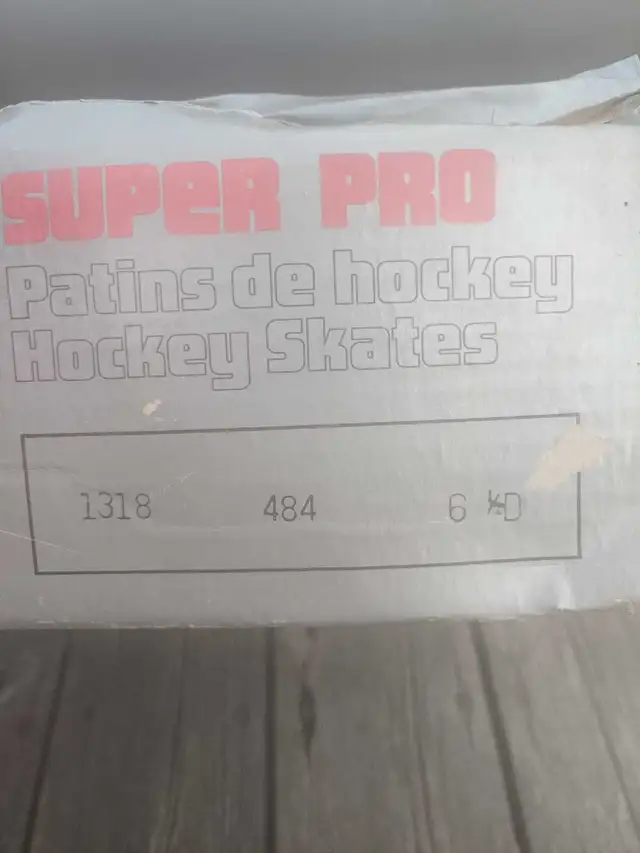 SUPER PRO
Patins de hockey
Hockey Skates
1318 484 6 ½D